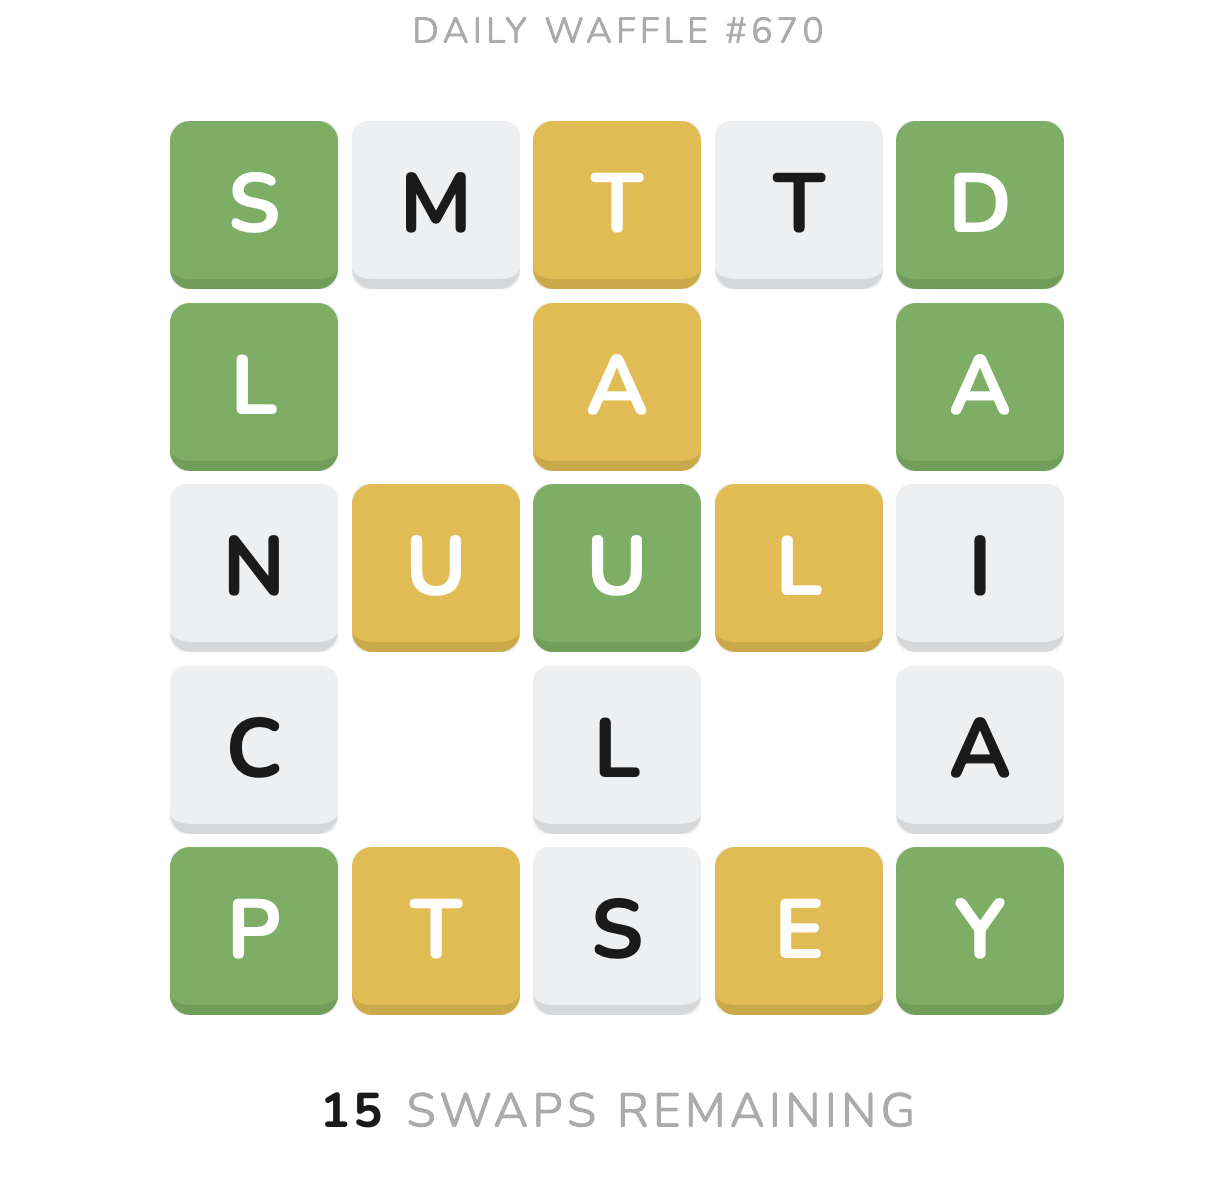 DAILY WAFFLE #670
S M T T D
L A A
N U U L I
C L A
P T S E Y
15 SWAPS REMAINING